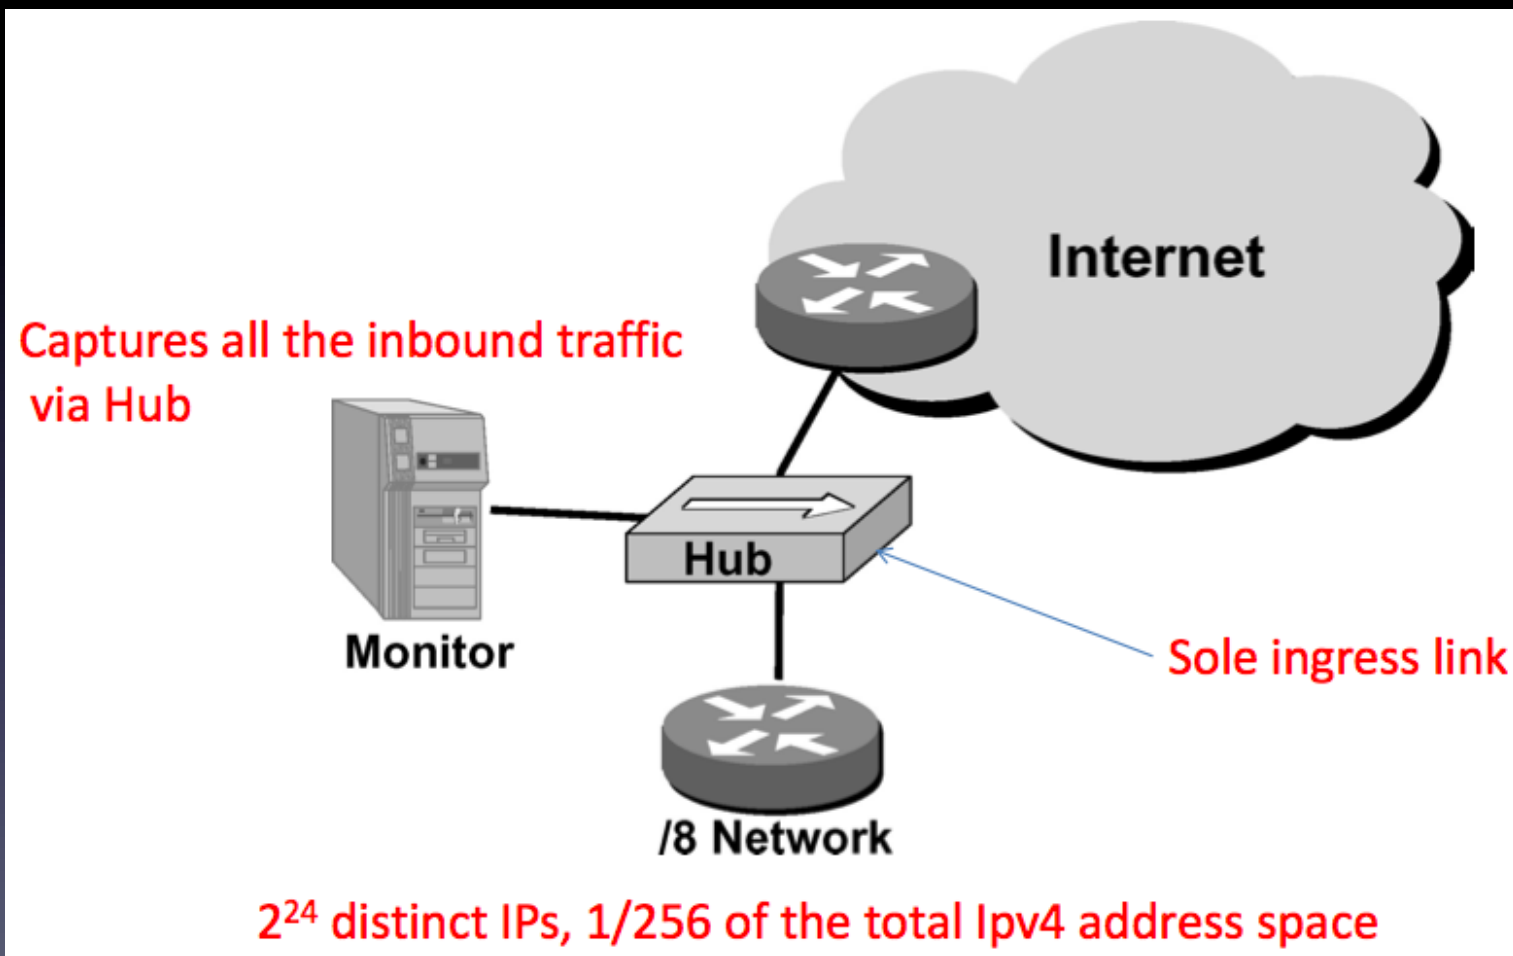 Internet
Captures all the inbound traffic
via Hub
Hub
Monitor
Sole ingress link
/8 Network
2²⁴ distinct IPs, 1/256 of the total Ipv4 address space